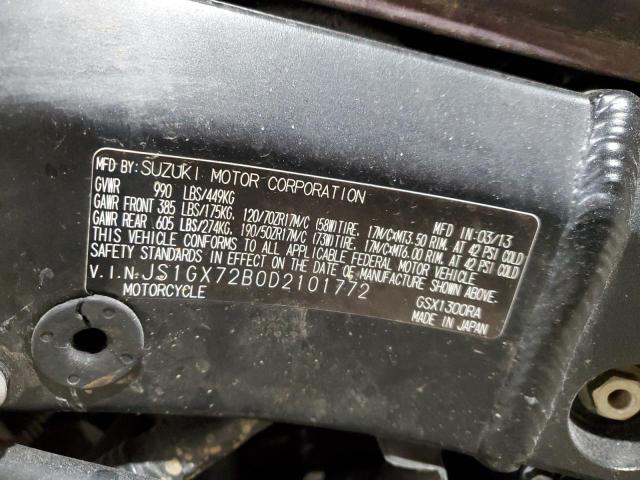 MFD BY: SUZUKI MOTOR CORPORATION
GVWR 990 LBS/449KG MFD IN-03/13
GAWR FRONT 385 LBS/175KG, 120/70ZR17M/C (58W)TIRE, 17M/C×MT3.50 RIM, AT 42 PSI COLD
GAWR REAR 605 LBS/274KG, 190/50ZR17M/C (73W)TIRE, 17M/C×MT6.00 RIM, AT 42 PSI COLD
THIS VEHICLE CONFORMS TO ALL APPLICABLE FEDERAL MOTOR VEHICLE
SAFETY STANDARDS IN EFFECT ON THE DATE OF MANUFACTURE SHOWN ABOVE.
V.I.N. JS1GX72B0D2101772 GSX1300RA
MOTORCYCLE MADE IN JAPAN